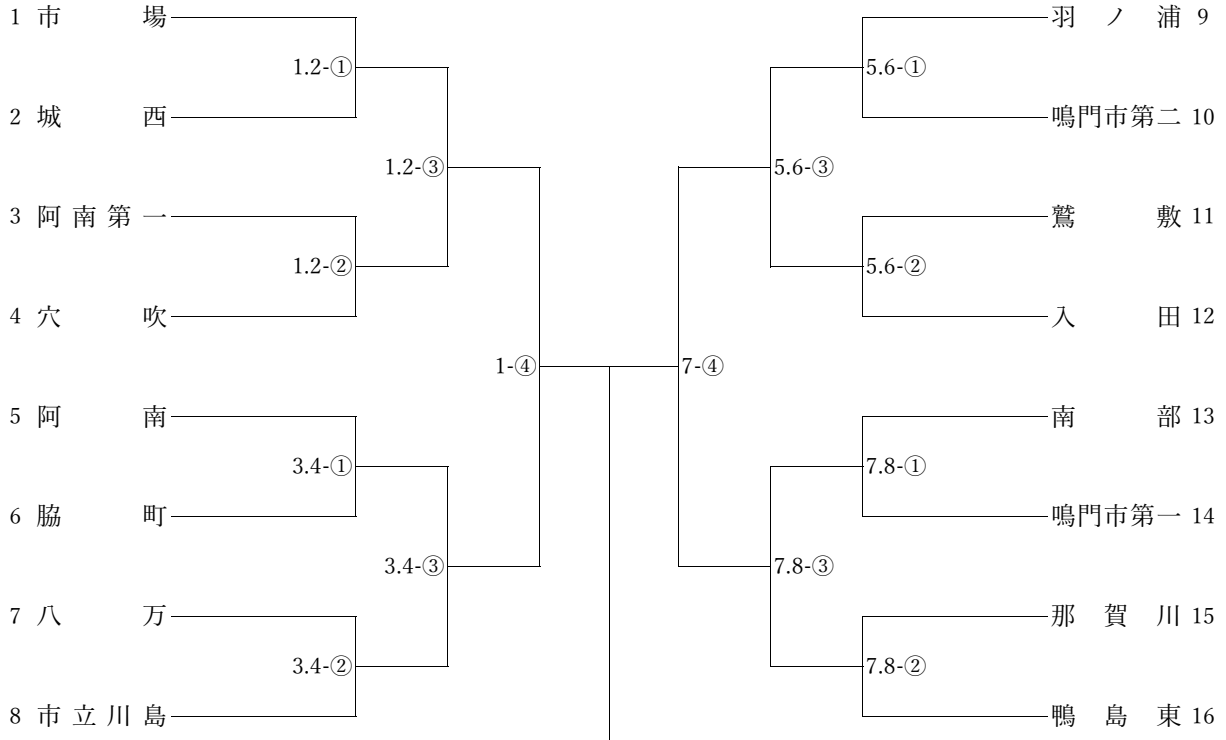 1 市場
1.2-①
2 城西
1.2-③
3 阿南第一
1.2-②
4 穴吹
1-④
5 阿南
3.4-①
6 脇町
3.4-③
7 八万
3.4-②
8 市立川島
羽ノ浦 9
5.6-①
鳴門市第二 10
5.6-③
鷲敷 11
5.6-②
入田 12
7-④
南部 13
7.8-①
鳴門市第一 14
7.8-③
那賀川 15
7.8-②
鴨島東 16